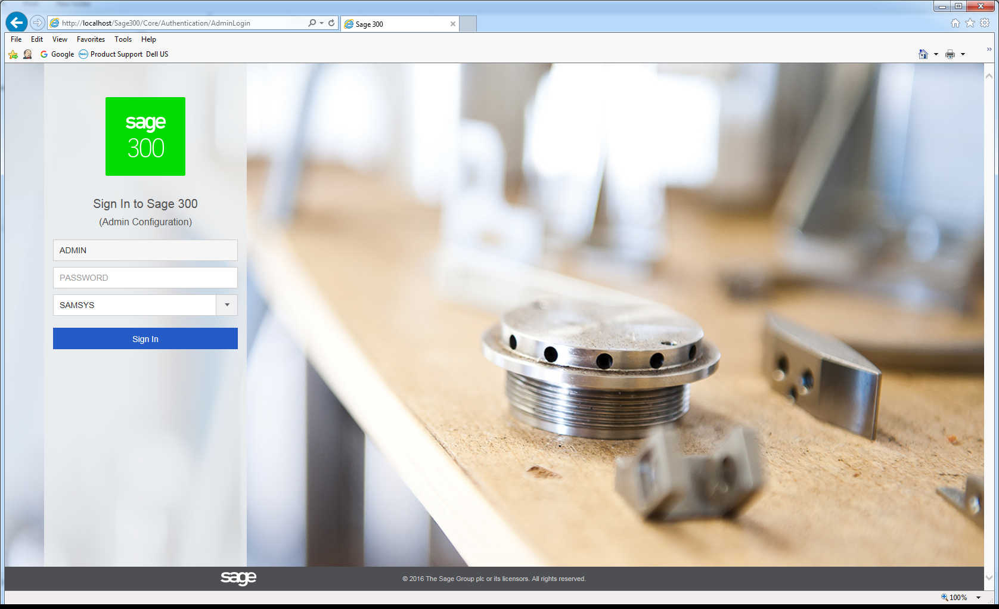 http://localhost/Sage300/Core/Authentication/AdminLogin
Sage 300
File Edit View Favorites Tools Help
Google Product Support Dell US
sage
300
Sign In to Sage 300
(Admin Configuration)
ADMIN
PASSWORD
SAMSYS
Sign In
sage
© 2016 The Sage Group plc or its licensors. All rights reserved.
100%